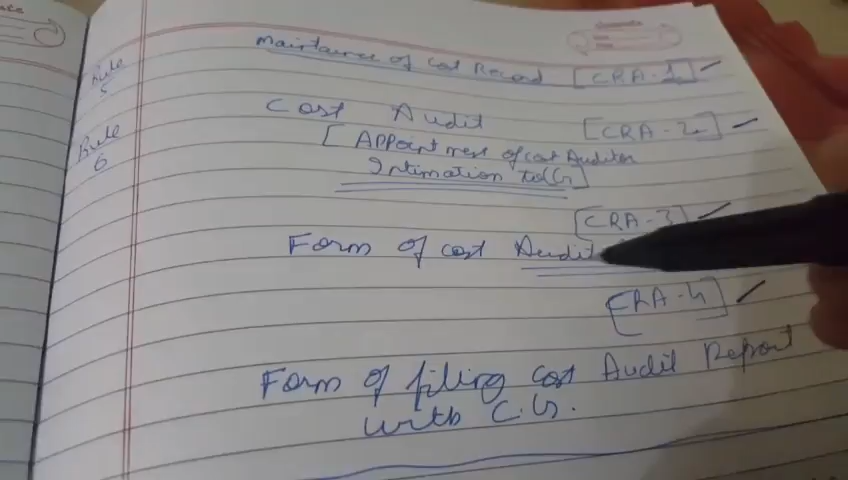 Rule 5
Maintance of Cost Record [CRA-1]
Rule 6
Cost Audit [CRA-2]
[Appointment of cost Auditor
Intimation to CG]
[CRA-3]
Form of cost Audit
[CRA-4]
Form of filing cost Audit Report
with C.G.